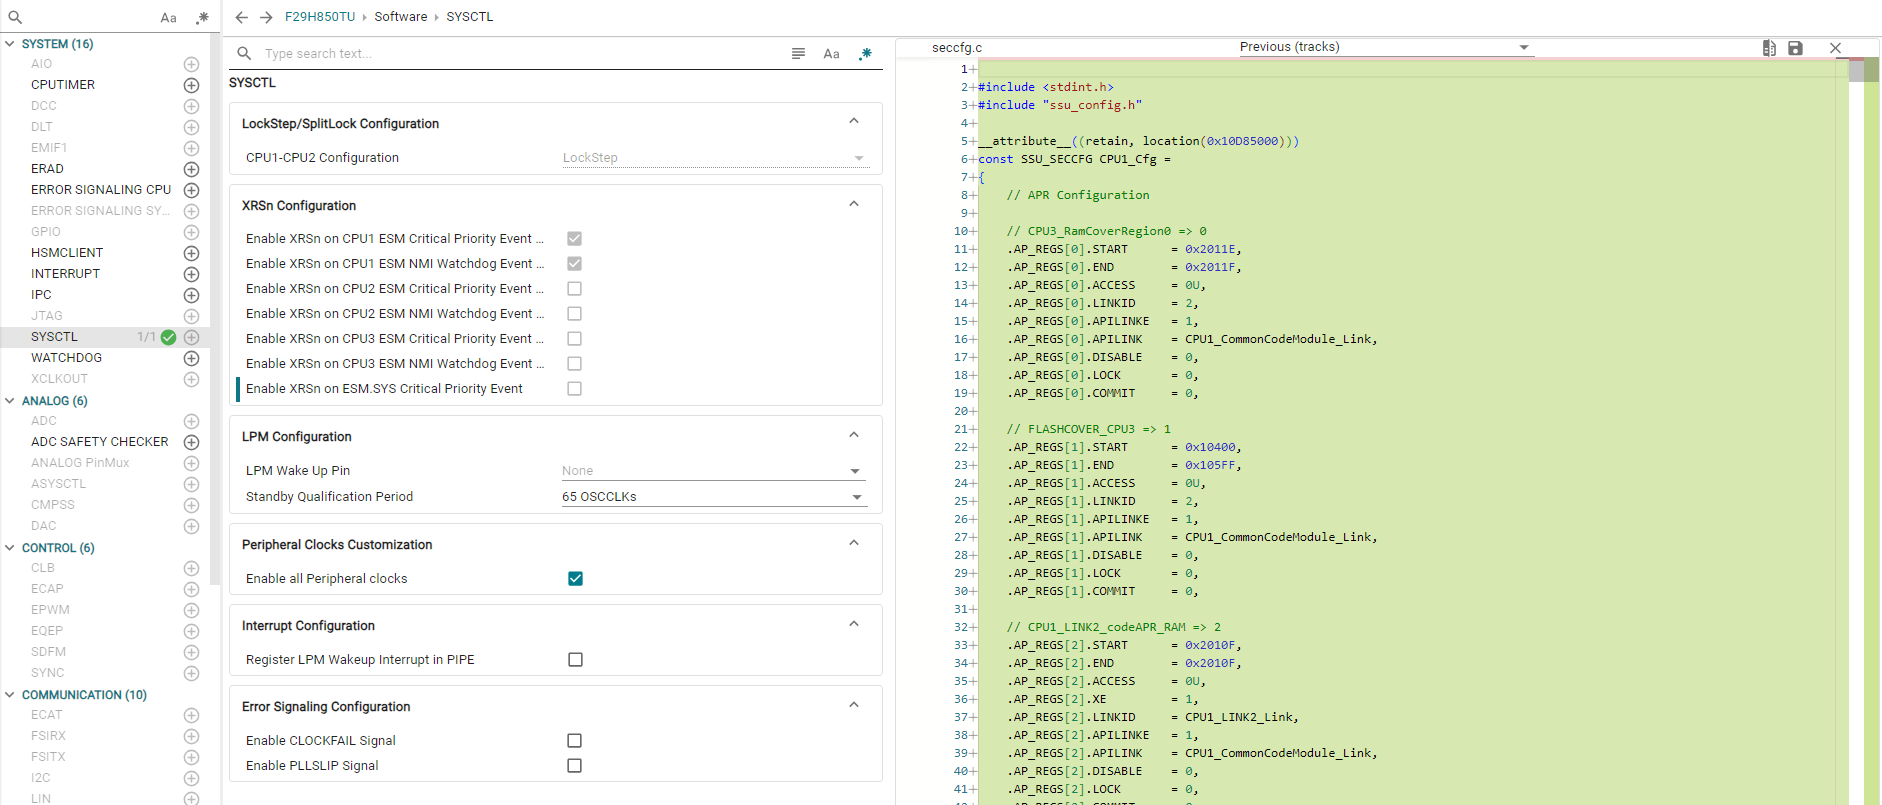 Aa .*
SYSTEM (16)
AIO
CPUTIMER
DCC
DLT
EMIF1
ERAD
ERROR SIGNALING CPU
ERROR SIGNALING SY...
GPIO
HSMCLIENT
INTERRUPT
IPC
JTAG
SYSCTL 1/1
WATCHDOG
XCLKOUT
ANALOG (6)
ADC
ADC SAFETY CHECKER
ANALOG PinMux
ASYSCTL
CMPSS
DAC
CONTROL (6)
CLB
ECAP
EPWM
EQEP
SDFM
SYNC
COMMUNICATION (10)
ECAT
FSIRX
FSITX
I2C
LIN
F29H850TU Software SYSCTL
Type search text... Aa .*
SYSCTL
LockStep/SplitLock Configuration
CPU1-CPU2 Configuration LockStep
XRSn Configuration
Enable XRSn on CPU1 ESM Critical Priority Event ...
Enable XRSn on CPU1 ESM NMI Watchdog Event ...
Enable XRSn on CPU2 ESM Critical Priority Event ...
Enable XRSn on CPU2 ESM NMI Watchdog Event ...
Enable XRSn on CPU3 ESM Critical Priority Event ...
Enable XRSn on CPU3 ESM NMI Watchdog Event ...
Enable XRSn on ESM.SYS Critical Priority Event
LPM Configuration
LPM Wake Up Pin None
Standby Qualification Period 65 OSCCLKs
Peripheral Clocks Customization
Enable all Peripheral clocks
Interrupt Configuration
Register LPM Wakeup Interrupt in PIPE
Error Signaling Configuration
Enable CLOCKFAIL Signal
Enable PLLSLIP Signal
seccfg.c Previous (tracks)
1+
2+ #include <stdint.h>
3+ #include "ssu_config.h"
4+
5+ __attribute__((retain, location(0x10D85000)))
6+ const SSU_SECCFG CPU1_Cfg =
7+ {
8+ // APR Configuration
9+
10+ // CPU3_RamCoverRegion0 => 0
11+ .AP_REGS[0].START = 0x2011E,
12+ .AP_REGS[0].END = 0x2011F,
13+ .AP_REGS[0].ACCESS = 0U,
14+ .AP_REGS[0].LINKID = 2,
15+ .AP_REGS[0].APILINKE = 1,
16+ .AP_REGS[0].APILINK = CPU1_CommonCodeModule_Link,
17+ .AP_REGS[0].DISABLE = 0,
18+ .AP_REGS[0].LOCK = 0,
19+ .AP_REGS[0].COMMIT = 0,
20+
21+ // FLASHCOVER_CPU3 => 1
22+ .AP_REGS[1].START = 0x10400,
23+ .AP_REGS[1].END = 0x105FF,
24+ .AP_REGS[1].ACCESS = 0U,
25+ .AP_REGS[1].LINKID = 2,
26+ .AP_REGS[1].APILINKE = 1,
27+ .AP_REGS[1].APILINK = CPU1_CommonCodeModule_Link,
28+ .AP_REGS[1].DISABLE = 0,
29+ .AP_REGS[1].LOCK = 0,
30+ .AP_REGS[1].COMMIT = 0,
31+
32+ // CPU1_LINK2_codeAPR_RAM => 2
33+ .AP_REGS[2].START = 0x2010F,
34+ .AP_REGS[2].END = 0x2010F,
35+ .AP_REGS[2].ACCESS = 0U,
36+ .AP_REGS[2].XE = 1,
37+ .AP_REGS[2].LINKID = CPU1_LINK2_Link,
38+ .AP_REGS[2].APILINKE = 1,
39+ .AP_REGS[2].APILINK = CPU1_CommonCodeModule_Link,
40+ .AP_REGS[2].DISABLE = 0,
41+ .AP_REGS[2].LOCK = 0,